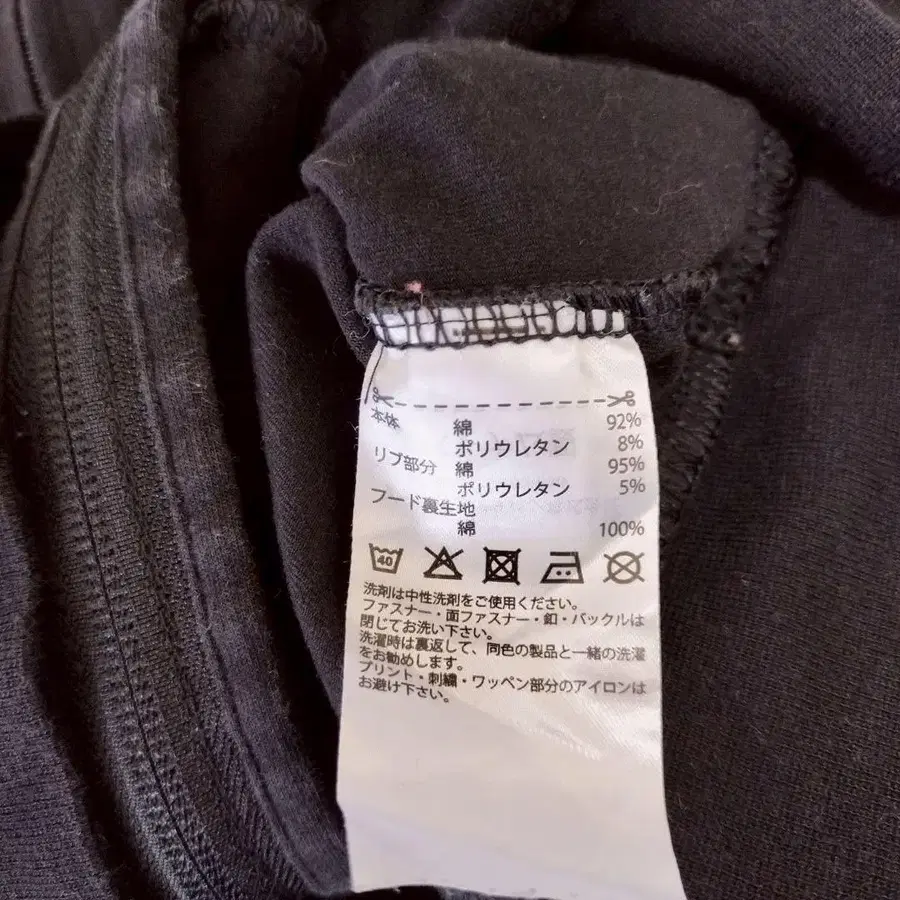 本体 綿 92%
ポリウレタン 8%
リブ部分 綿 95%
ポリウレタン 5%
フード裏生地
綿 100%
40
洗剤は中性洗剤をご使用ください。
ファスナー・面ファスナー・釦・バックルは
閉じてお洗い下さい。
洗濯時は裏返して、同色の製品と一緒の洗濯
をお勧めします。
プリント・刺繍・ワッペン部分のアイロンは
お避け下さい。